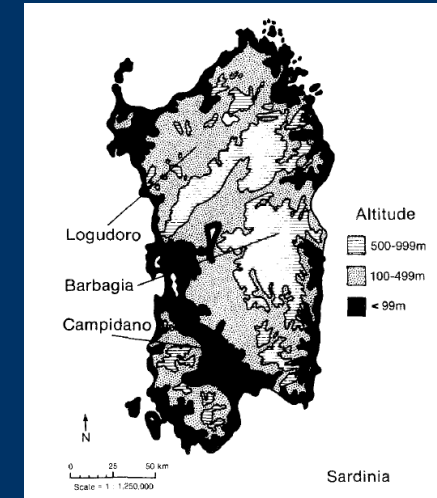 Logudoro
Barbagia
Campidano
Altitude
500-999m
100-499m
< 99m
N
0 25 50 km
Scale = 1 : 1,250,000
Sardinia